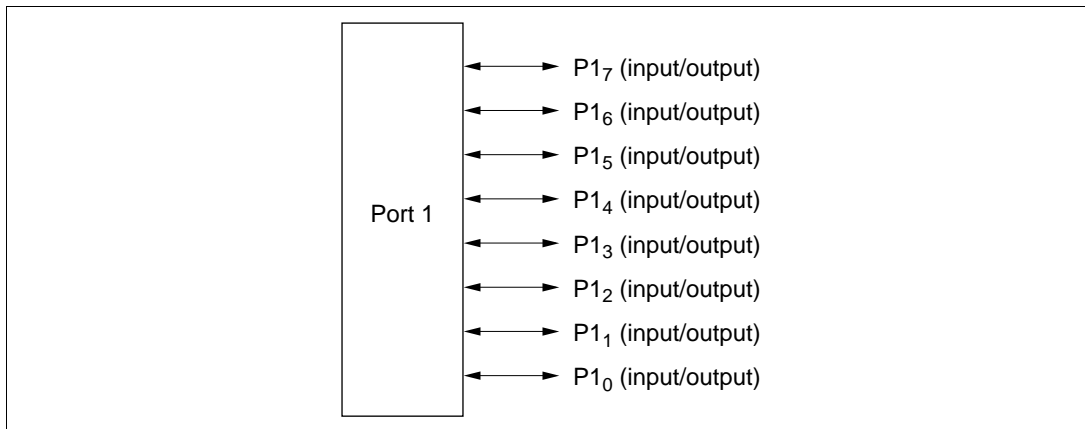 P1₇ (input/output)
P1₆ (input/output)
P1₅ (input/output)
P1₄ (input/output)
Port 1
P1₃ (input/output)
P1₂ (input/output)
P1₁ (input/output)
P1₀ (input/output)